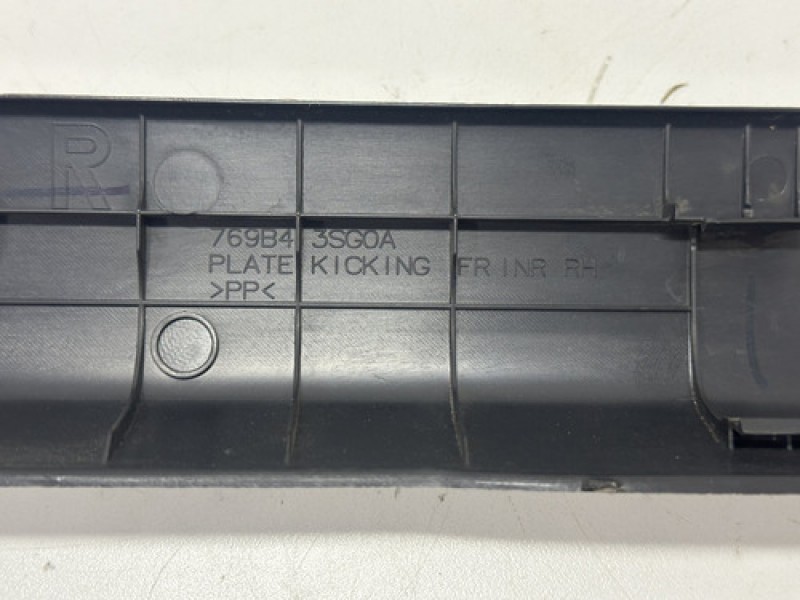 R
769B4 3SG0A
PLATE KICKING FR INR RH
>PP<